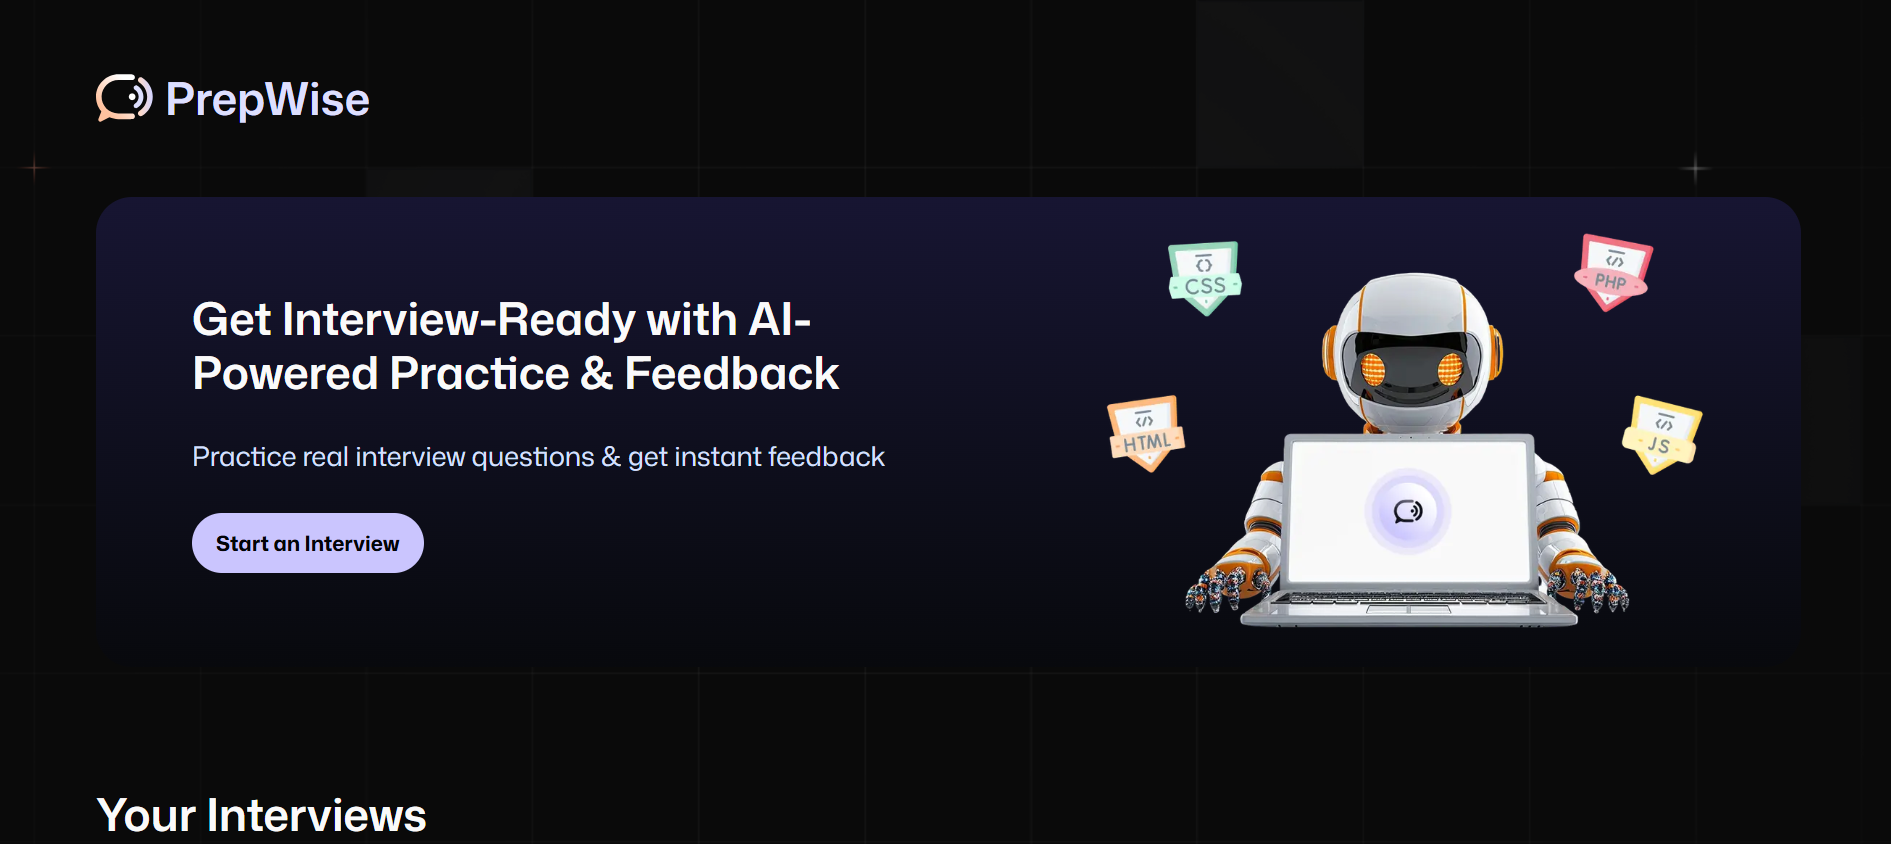 PrepWise
Get Interview-Ready with AI-
Powered Practice & Feedback
Practice real interview questions & get instant feedback
Start an Interview
CSS
PHP
HTML
JS
Your Interviews